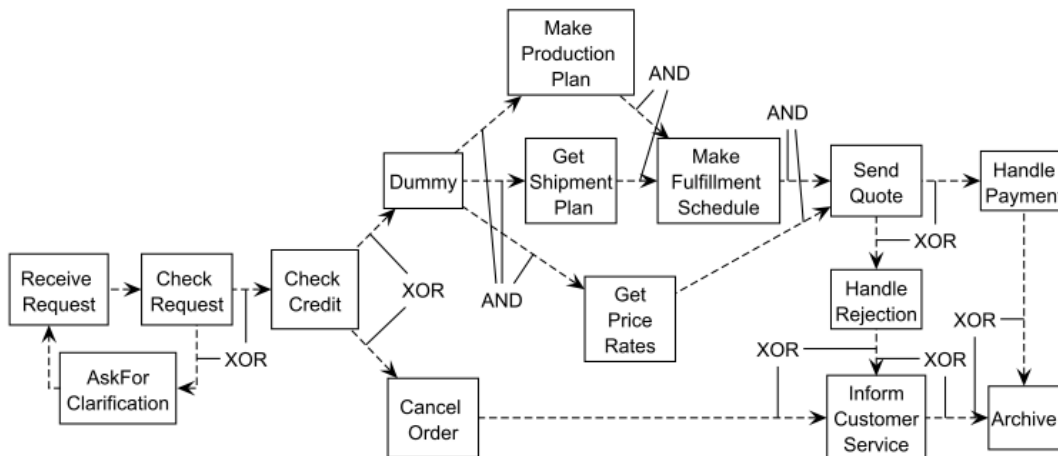 Make
Production
Plan
AND
AND
Dummy
Get
Shipment
Plan
Make
Fulfillment
Schedule
Send
Quote
Handle
Payment
XOR
Receive
Request
Check
Request
Check
Credit
XOR
AND
Get
Price
Rates
Handle
Rejection
XOR
XOR
AskFor
Clarification
XOR
XOR
Cancel
Order
Inform
Customer
Service
Archive